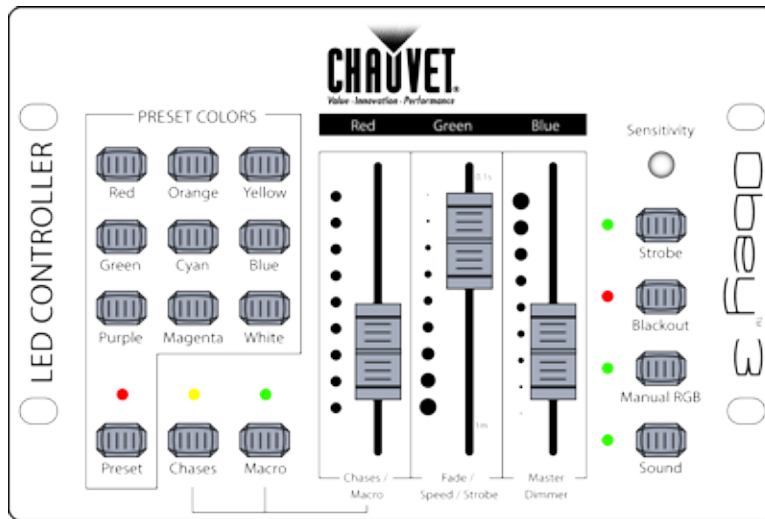 CHAUVET®
Value · Innovation · Performance
LED CONTROLLER
PRESET COLORS
Red
Orange
Yellow
Green
Cyan
Blue
Purple
Magenta
White
Preset
Chases
Macro
Red
Green
Blue
0.1s
1m
Chases /
Macro
Fade /
Speed / Strobe
Master
Dimmer
Sensitivity
Strobe
Blackout
Manual RGB
Sound
Obey™ 3